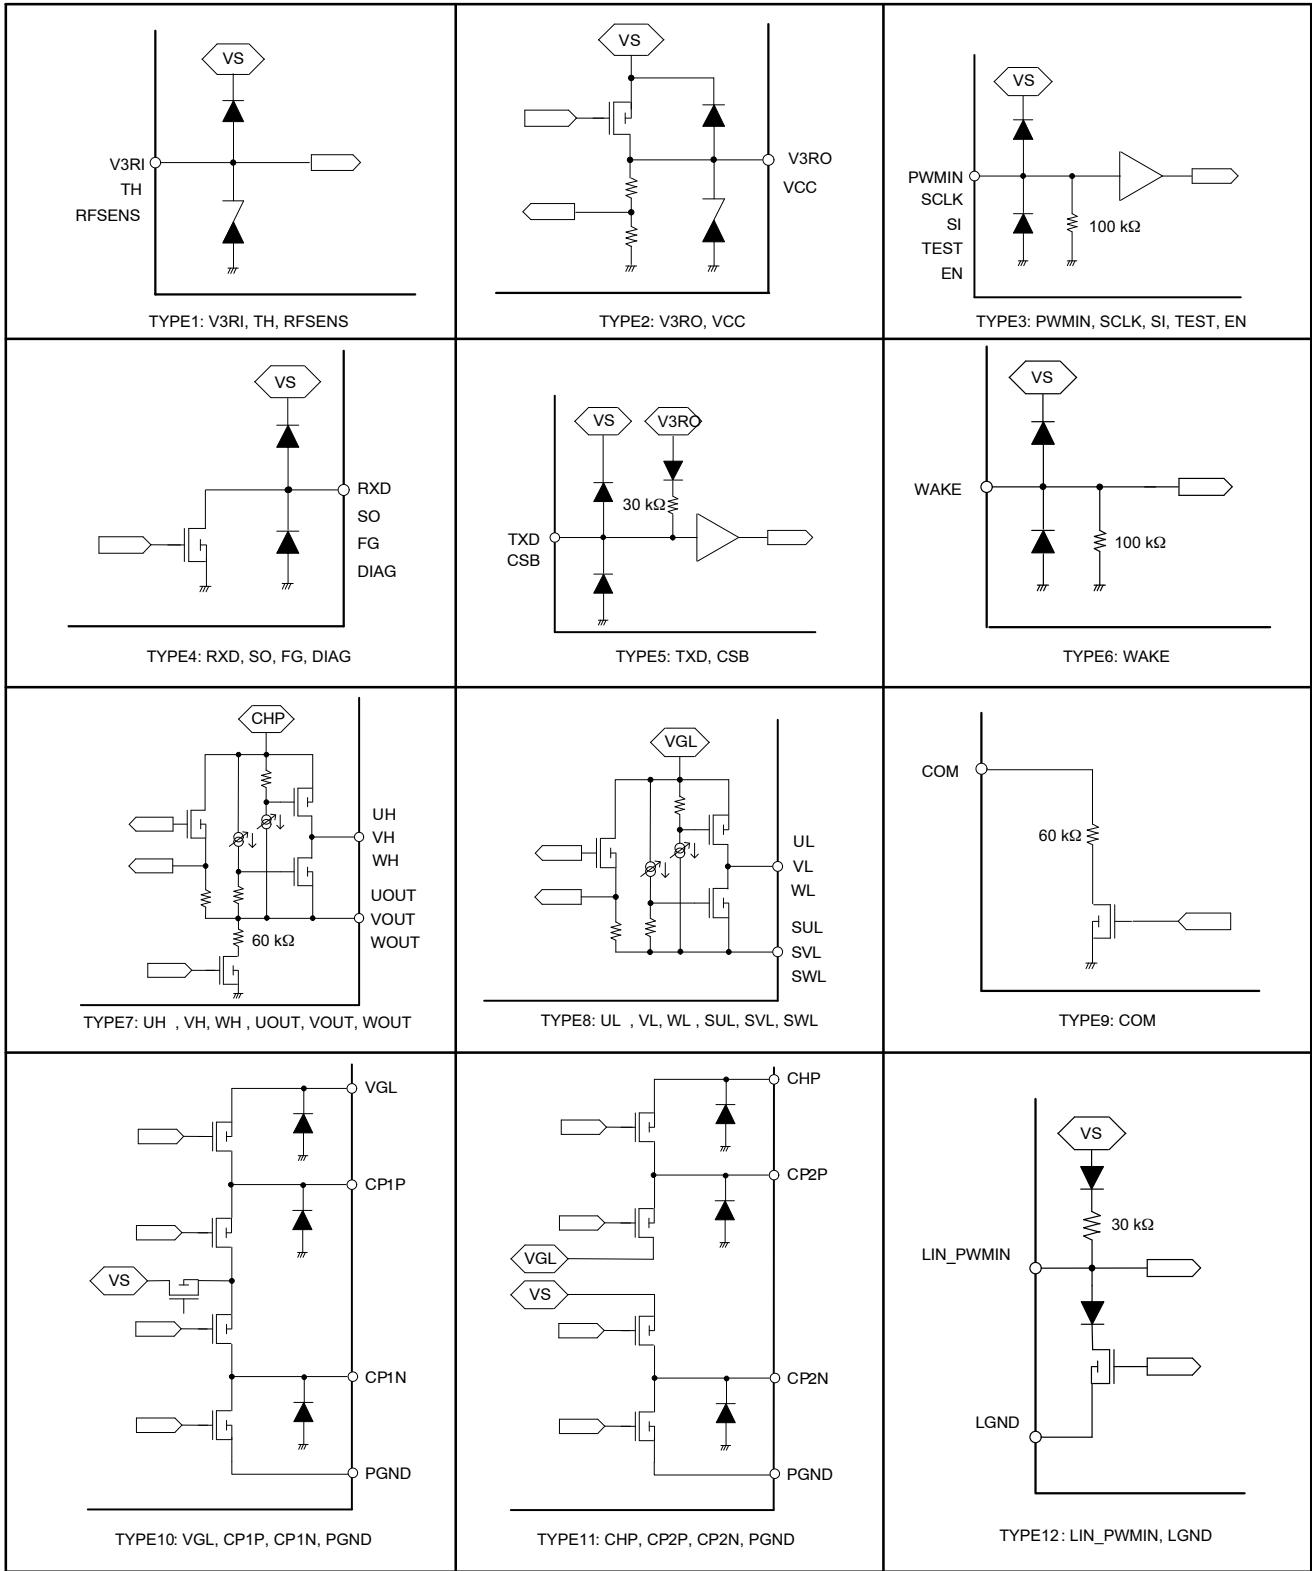 VS
V3RI
TH
RFSENS
TYPE1: V3RI, TH, RFSENS
VS
V3RO
VCC
TYPE2: V3RO, VCC
VS
PWMIN
SCLK
SI
TEST
EN
100 kΩ
TYPE3: PWMIN, SCLK, SI, TEST, EN
VS
RXD
SO
FG
DIAG
TYPE4: RXD, SO, FG, DIAG
VS
V3RO
30 kΩ
TXD
CSB
TYPE5: TXD, CSB
VS
WAKE
100 kΩ
TYPE6: WAKE
CHP
UH
VH
WH
UOUT
VOUT
WOUT
60 kΩ
TYPE7: UH , VH, WH , UOUT, VOUT, WOUT
VGL
UL
VL
WL
SUL
SVL
SWL
TYPE8: UL , VL, WL , SUL, SVL, SWL
COM
60 kΩ
TYPE9: COM
VGL
CP1P
VS
CP1N
PGND
TYPE10: VGL, CP1P, CP1N, PGND
CHP
CP2P
VGL
VS
CP2N
PGND
TYPE11: CHP, CP2P, CP2N, PGND
VS
30 kΩ
LIN_PWMIN
LGND
TYPE12: LIN_PWMIN, LGND